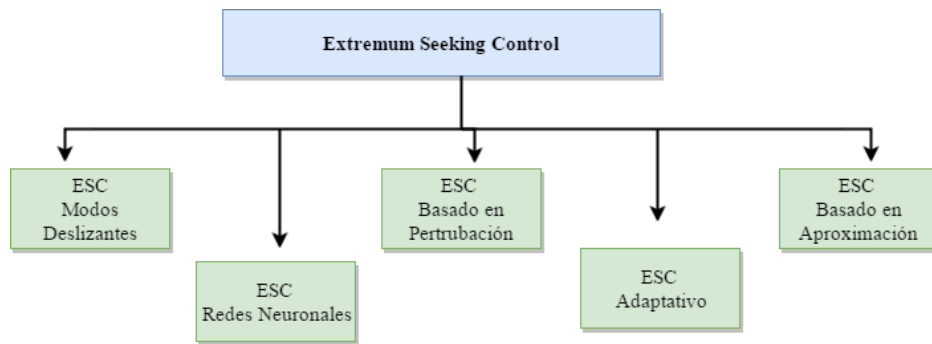 Extremum Seeking Control
ESC
Modos
Deslizantes
ESC
Redes Neuronales
ESC
Basado en
Pertrubación
ESC
Adaptativo
ESC
Basado en
Aproximación